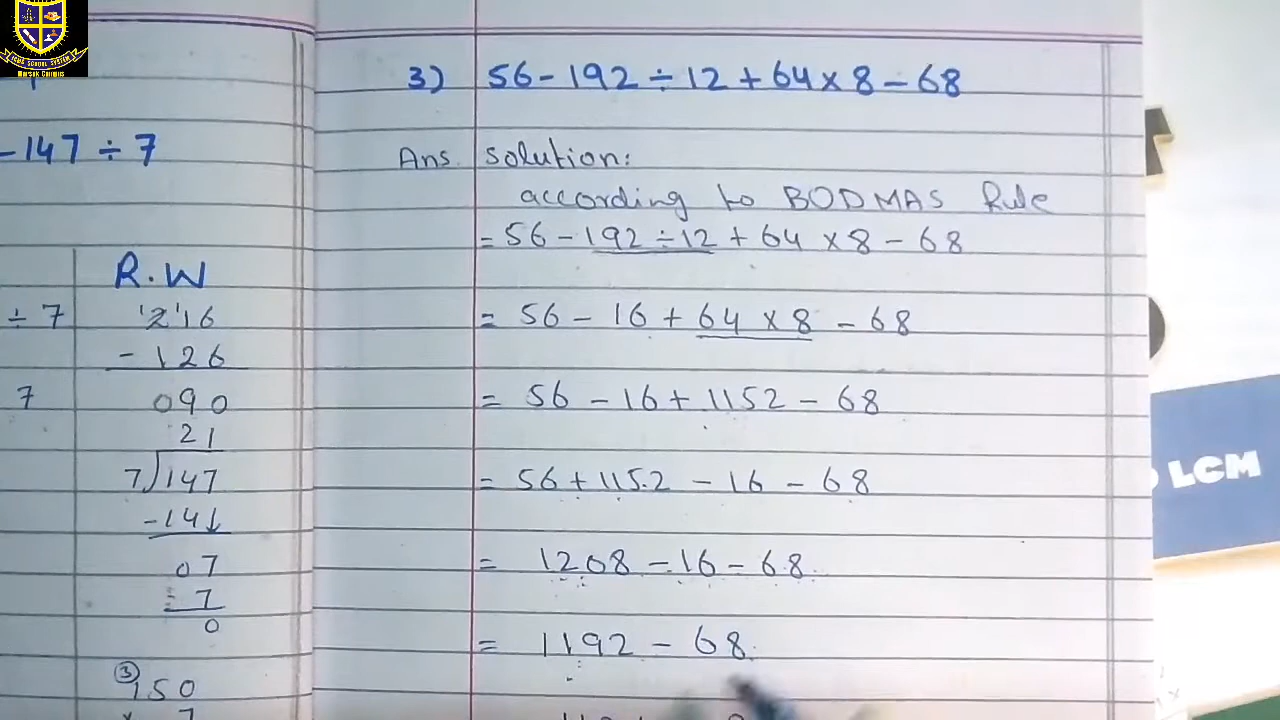 -147 ÷ 7
R.W
÷ 7
216
- 126
7
090
21
7)147
-14↓
07
- 7
0
③
150
3) 56 - 192 ÷ 12 + 64 × 8 - 68
Ans. solution:
according to BODMAS Rule
= 56 - 192 ÷ 12 + 64 × 8 - 68
= 56 - 16 + 64 × 8 - 68
= 56 - 16 + 1152 - 68
= 56 + 1152 - 16 - 68
= 1208 - 16 - 68
= 1192 - 68
LCM